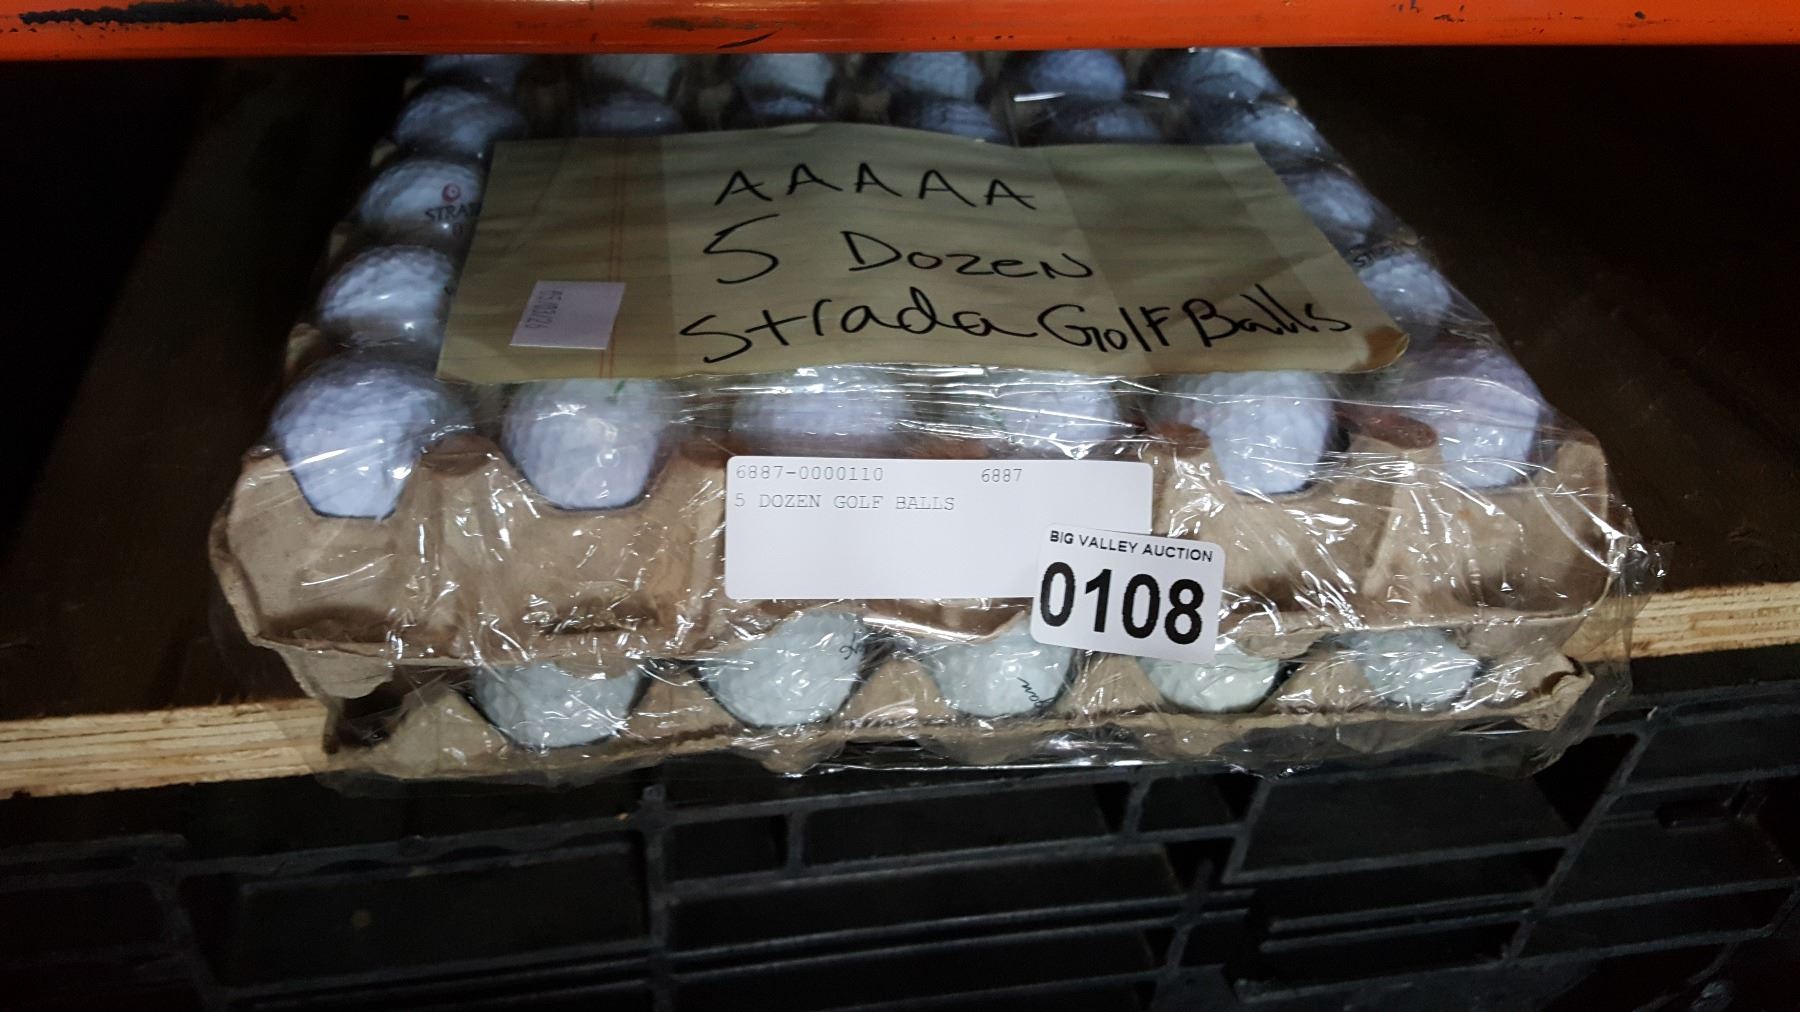 AAAAA
5 Dozen
Strada Golf Balls
6887-0000110 6887
5 DOZEN GOLF BALLS
BIG VALLEY AUCTION
0108